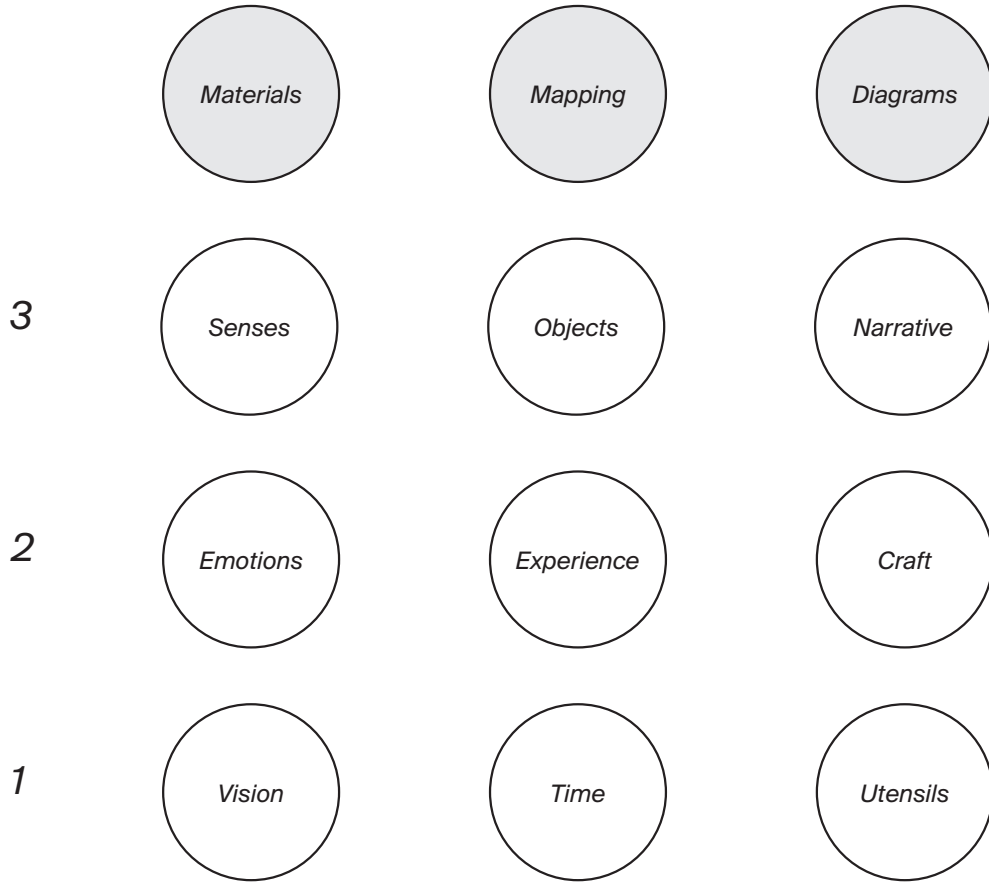 Materials Mapping Diagrams
3 Senses Objects Narrative
2 Emotions Experience Craft
1 Vision Time Utensils